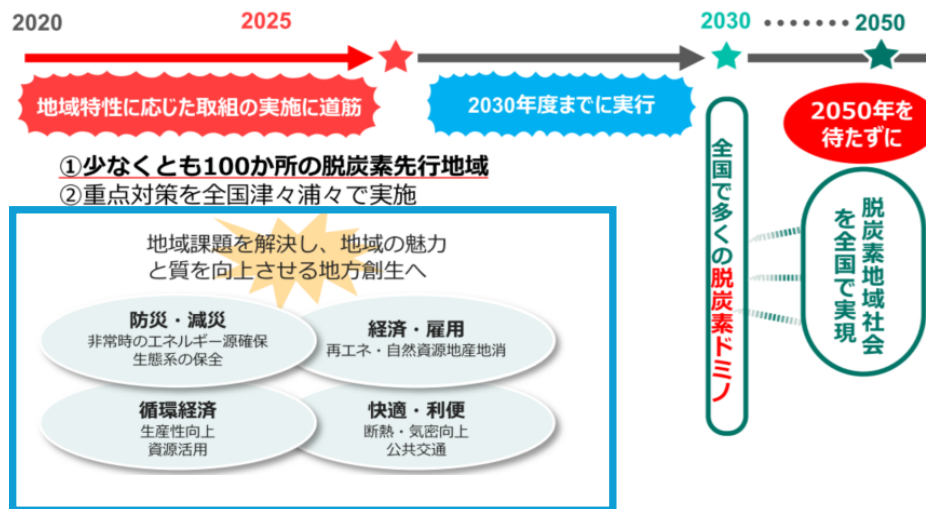 2020
2025
2030
2050
地域特性に応じた取組の実施に道筋
2030年度までに実行
2050年を
待たずに
①少なくとも100か所の脱炭素先行地域
②重点対策を全国津々浦々で実施
地域課題を解決し、地域の魅力
と質を向上させる地方創生へ
防災・減災
非常時のエネルギー源確保
生態系の保全
経済・雇用
再エネ・自然資源地産地消
循環経済
生産性向上
資源活用
快適・利便
断熱・気密向上
公共交通
全国で多くの脱炭素ドミノ
脱炭素地域社会
を全国で実現